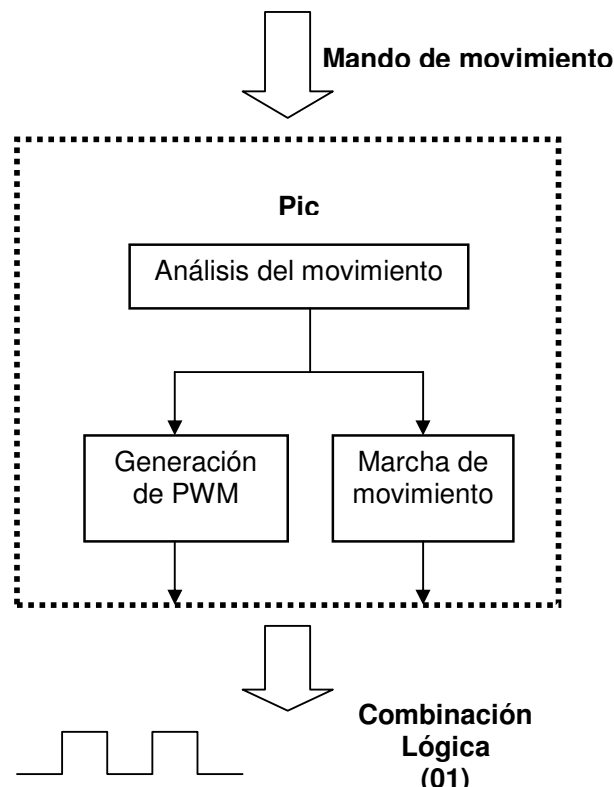 Mando de movimiento
Pic
Análisis del movimiento
Generación
de PWM
Marcha de
movimiento
Combinación
Lógica
(01)